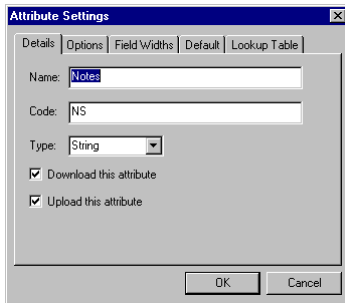 Attribute Settings
Details Options Field Widths Default Lookup Table
Name: Notes
Code: NS
Type: String
Download this attribute
Upload this attribute
OK Cancel